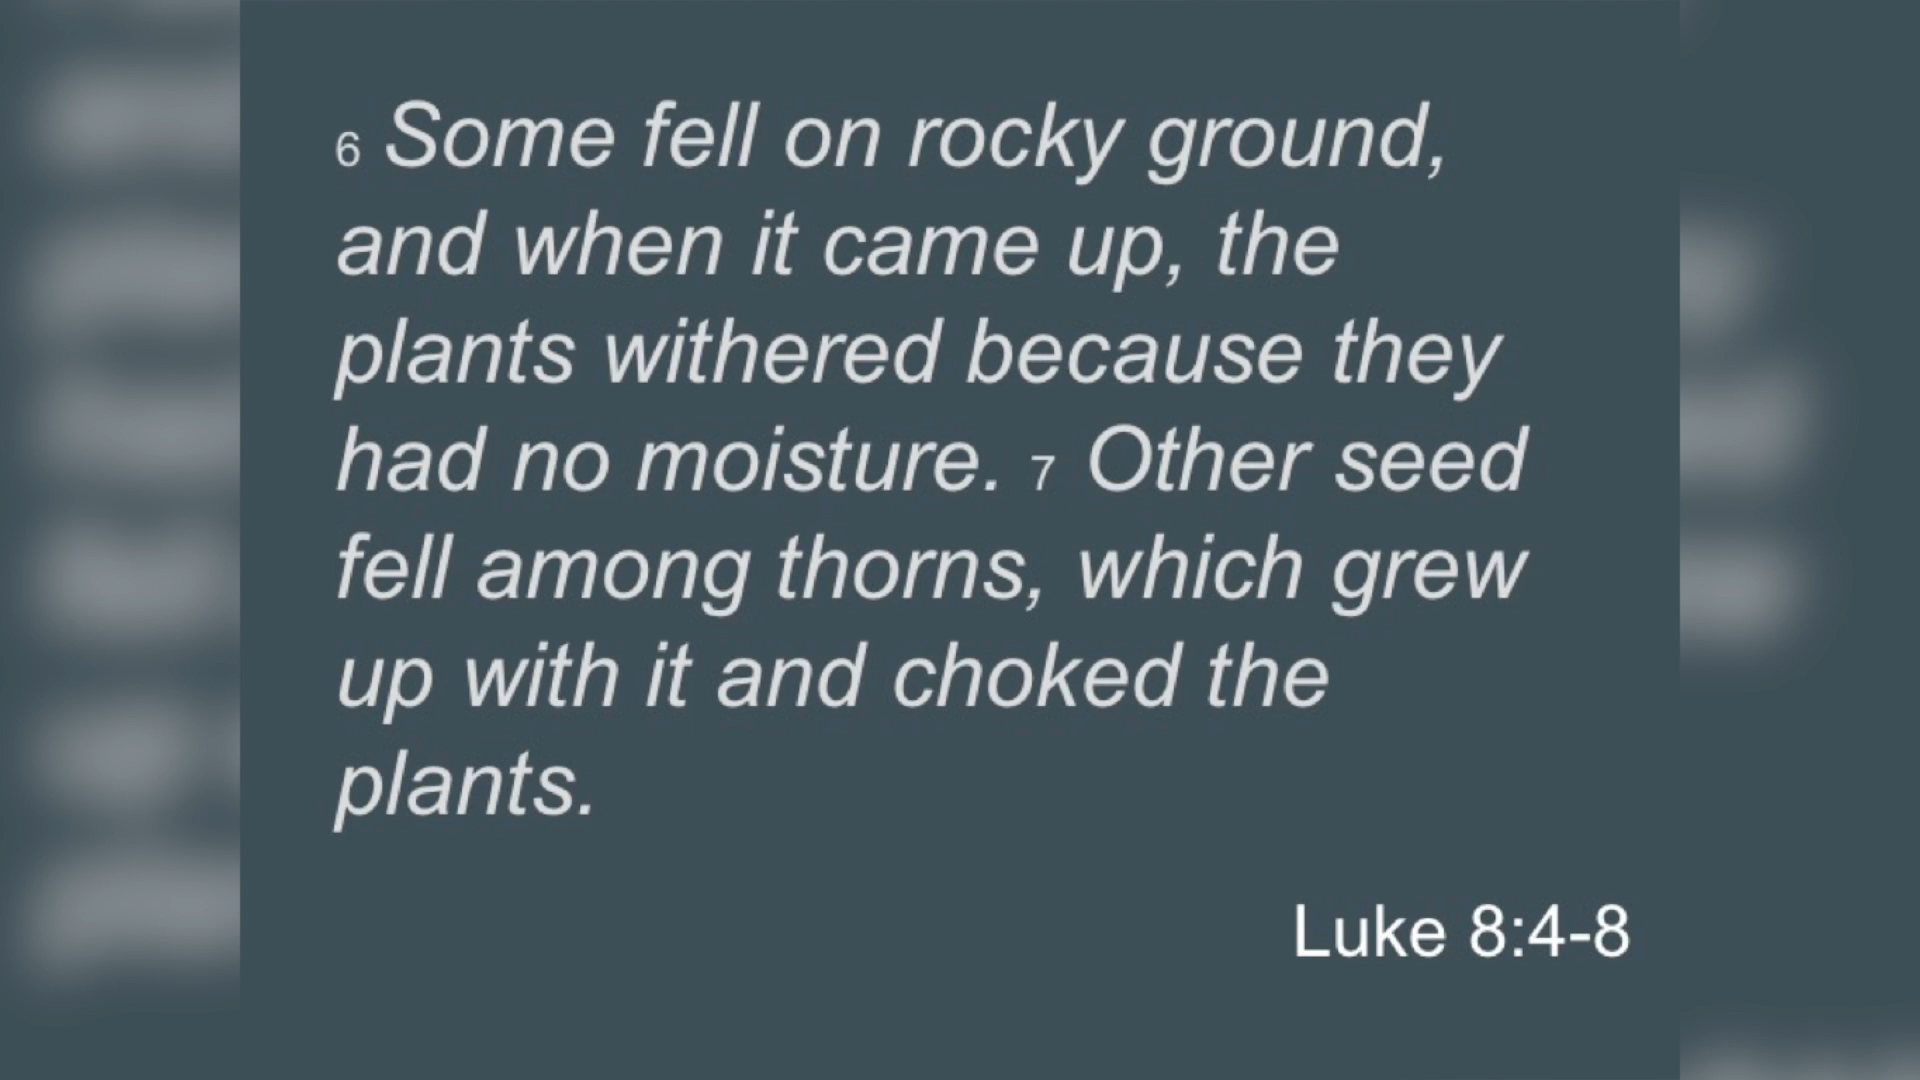 6 Some fell on rocky ground,
and when it came up, the
plants withered because they
had no moisture. 7 Other seed
fell among thorns, which grew
up with it and choked the
plants.
Luke 8:4-8